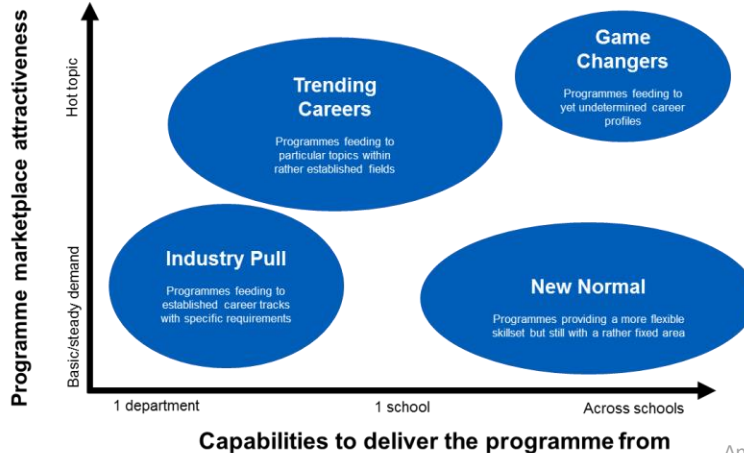 Programme marketplace attractiveness
Hot topic
Basic/steady demand
Game
Changers
Programmes feeding to
yet undetermined career
profiles
Trending
Careers
Programmes feeding to
particular topics within
rather established fields
Industry Pull
Programmes feeding to
established career tracks
with specific requirements
New Normal
Programmes providing a more flexible
skillset but still with a rather fixed area
1 department
1 school
Across schools
Capabilities to deliver the programme from